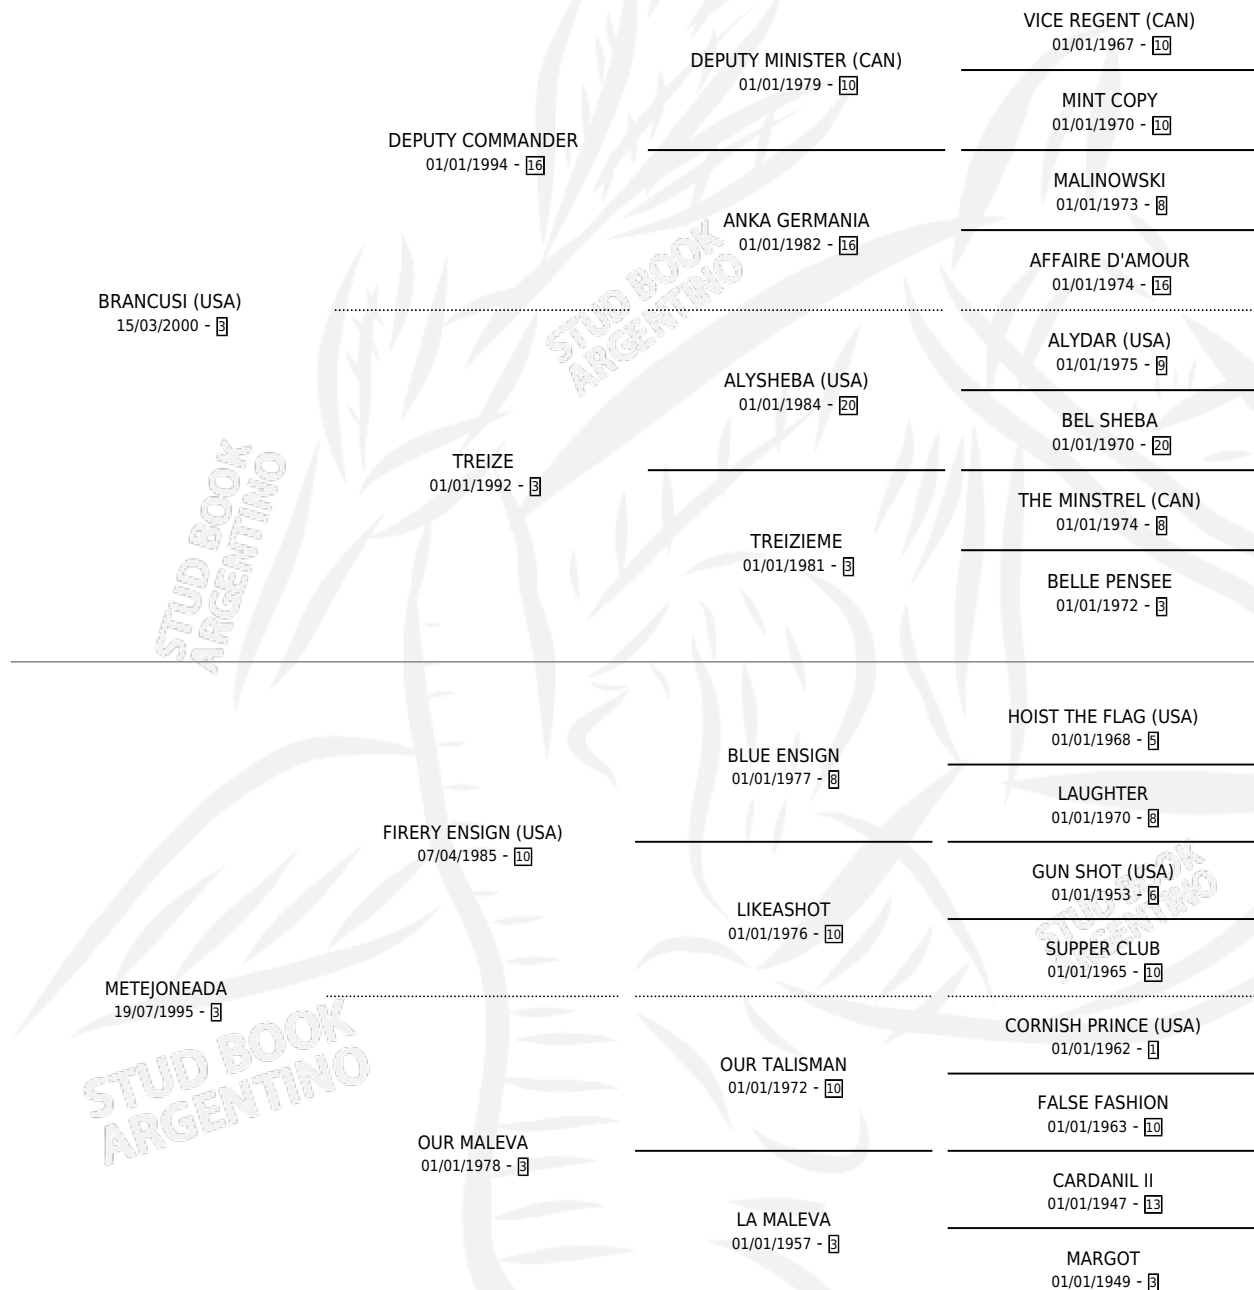 VICE REGENT (CAN)
01/01/1967 - 10
DEPUTY MINISTER (CAN)
01/01/1979 - 10
MINT COPY
01/01/1970 - 10
DEPUTY COMMANDER
01/01/1994 - 16
MALINOWSKI
01/01/1973 - 8
ANKA GERMANIA
01/01/1982 - 16
AFFAIRE D'AMOUR
01/01/1974 - 16
BRANCUSI (USA)
15/03/2000 - 3
ALYDAR (USA)
01/01/1975 - 9
ALYSHEBA (USA)
01/01/1984 - 20
BEL SHEBA
01/01/1970 - 20
TREIZE
01/01/1992 - 3
THE MINSTREL (CAN)
01/01/1974 - 8
TREIZIEME
01/01/1981 - 3
BELLE PENSEE
01/01/1972 - 3
HOIST THE FLAG (USA)
01/01/1968 - 5
BLUE ENSIGN
01/01/1977 - 8
LAUGHTER
01/01/1970 - 8
FIRERY ENSIGN (USA)
07/04/1985 - 10
GUN SHOT (USA)
01/01/1953 - 6
LIKEASHOT
01/01/1976 - 10
SUPPER CLUB
01/01/1965 - 10
METEJONEADA
19/07/1995 - 3
CORNISH PRINCE (USA)
01/01/1962 - 1
OUR TALISMAN
01/01/1972 - 10
FALSE FASHION
01/01/1963 - 10
OUR MALEVA
01/01/1978 - 3
CARDANIL II
01/01/1947 - 13
LA MALEVA
01/01/1957 - 3
MARGOT
01/01/1949 - 3
STUD BOOK
ARGENTINO
STUD BOOK
ARGENTINO
STUD BOOK
ARGENTINO
STUD BOOK
ARGENTINO